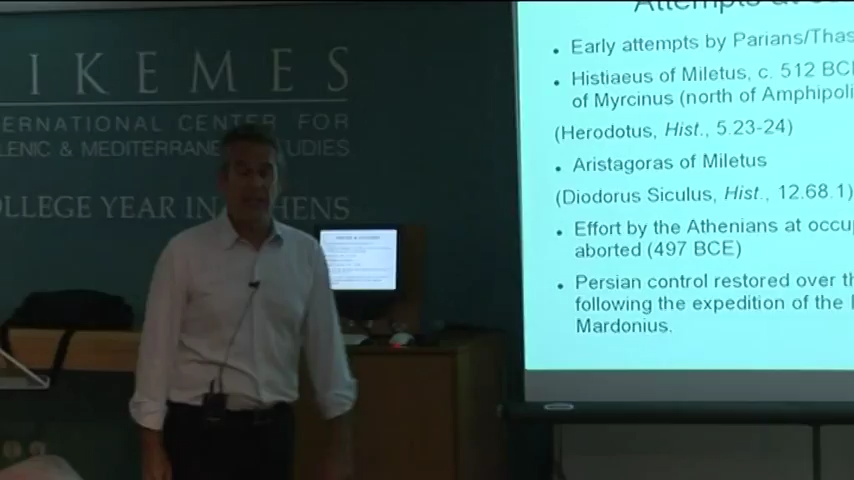 IKEMES
ERNATIONAL CENTER FOR
LENIC & MEDITERRANE STUDIES
OLLEGE YEAR IN THENS
Attempts at
• Early attempts by Parians/Thas
• Histiaeus of Miletus, c. 512 BC
of Myrcinus (north of Amphipoli
(Herodotus, Hist., 5.23-24)
• Aristagoras of Miletus
(Diodorus Siculus, Hist., 12.68.1)
• Effort by the Athenians at occup
aborted (497 BCE)
• Persian control restored over th
following the expedition of the
Mardonius.